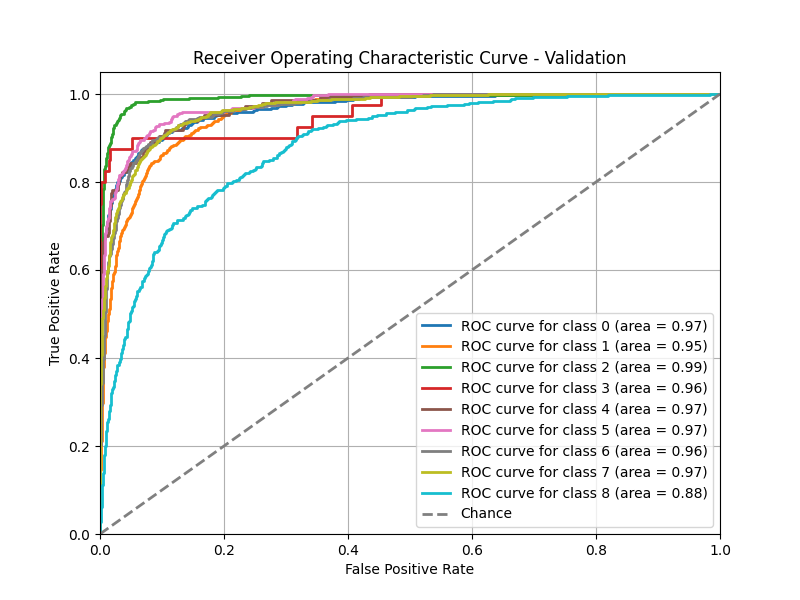 Receiver Operating Characteristic Curve - Validation
1.0
0.8
0.6
0.4
0.2
0.0
True Positive Rate
ROC curve for class 0 (area = 0.97)
ROC curve for class 1 (area = 0.95)
ROC curve for class 2 (area = 0.99)
ROC curve for class 3 (area = 0.96)
ROC curve for class 4 (area = 0.97)
ROC curve for class 5 (area = 0.97)
ROC curve for class 6 (area = 0.96)
ROC curve for class 7 (area = 0.97)
ROC curve for class 8 (area = 0.88)
Chance
0.0 0.2 0.4 0.6 0.8 1.0
False Positive Rate